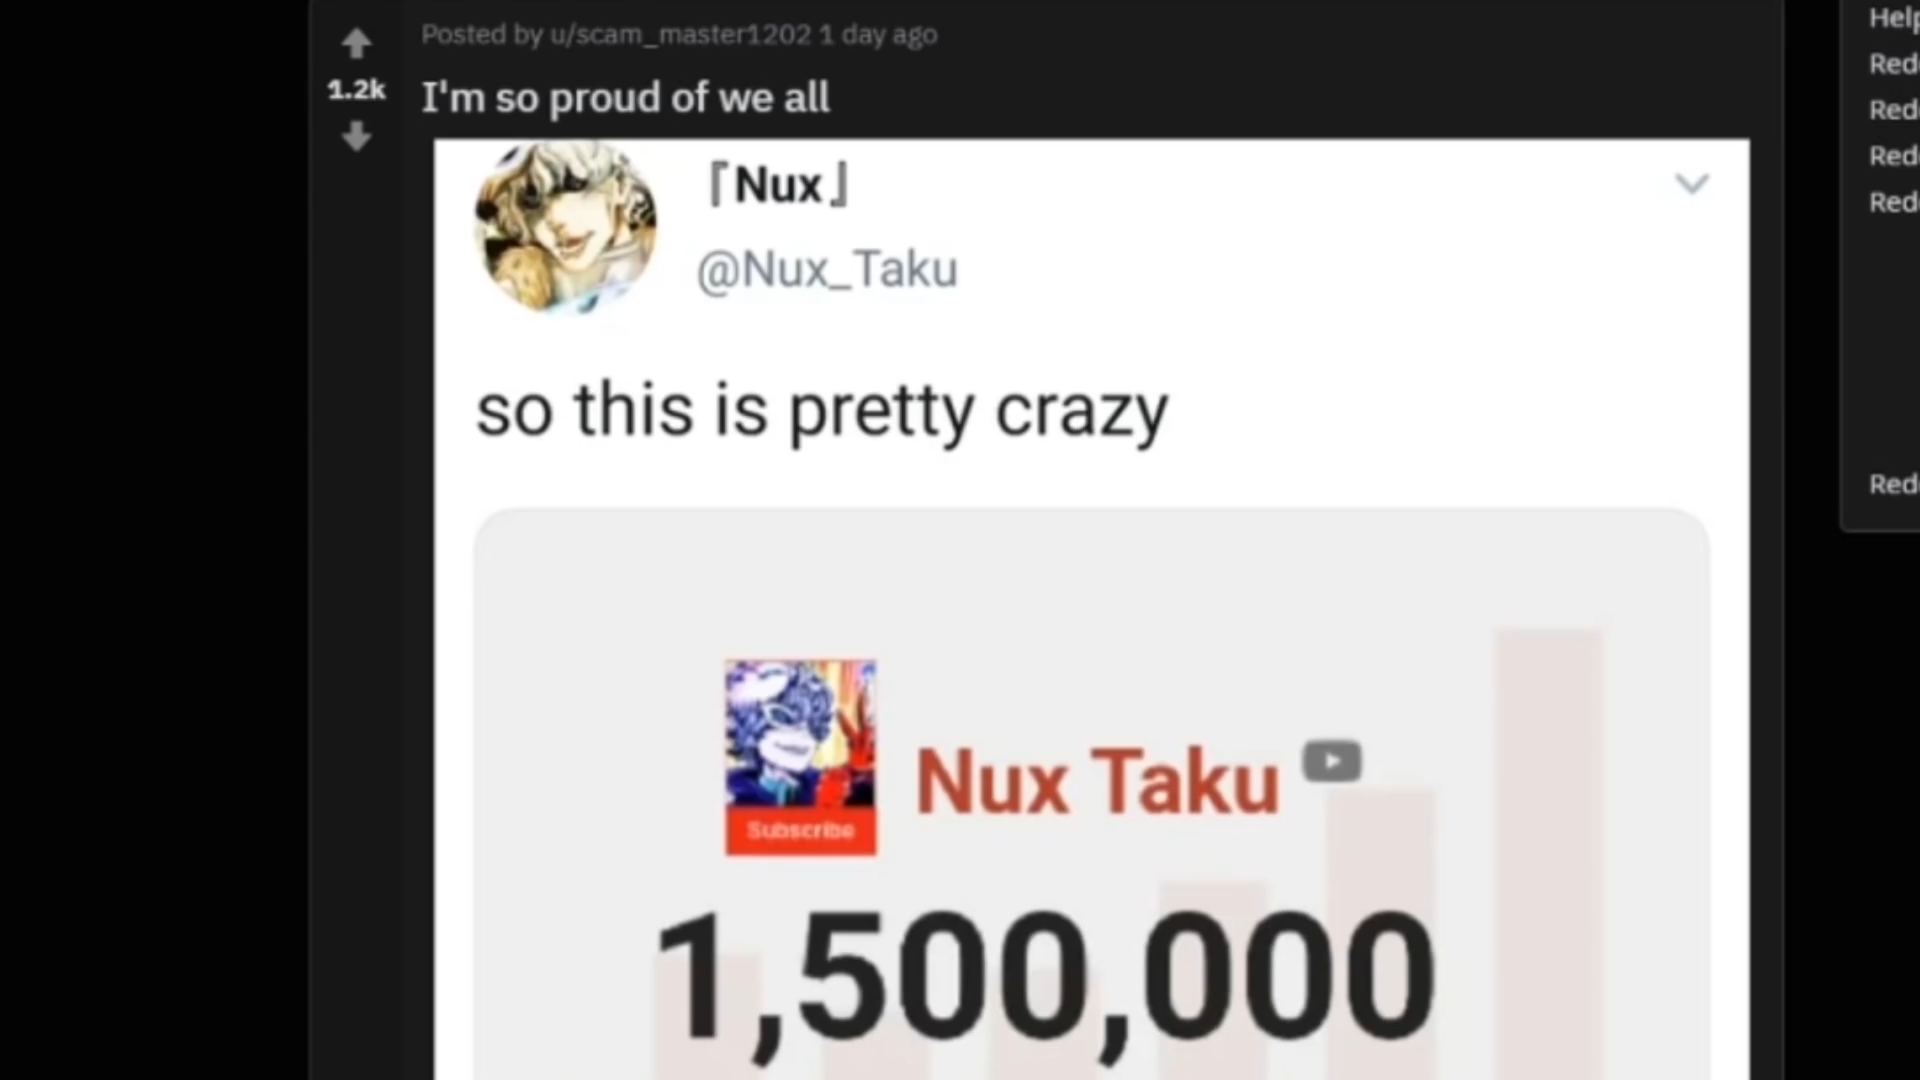 Posted by u/scam_master1202 1 day ago
1.2k
I'm so proud of we all
『Nux』
@Nux_Taku
so this is pretty crazy
Subscribe
Nux Taku
1,500,000
Help